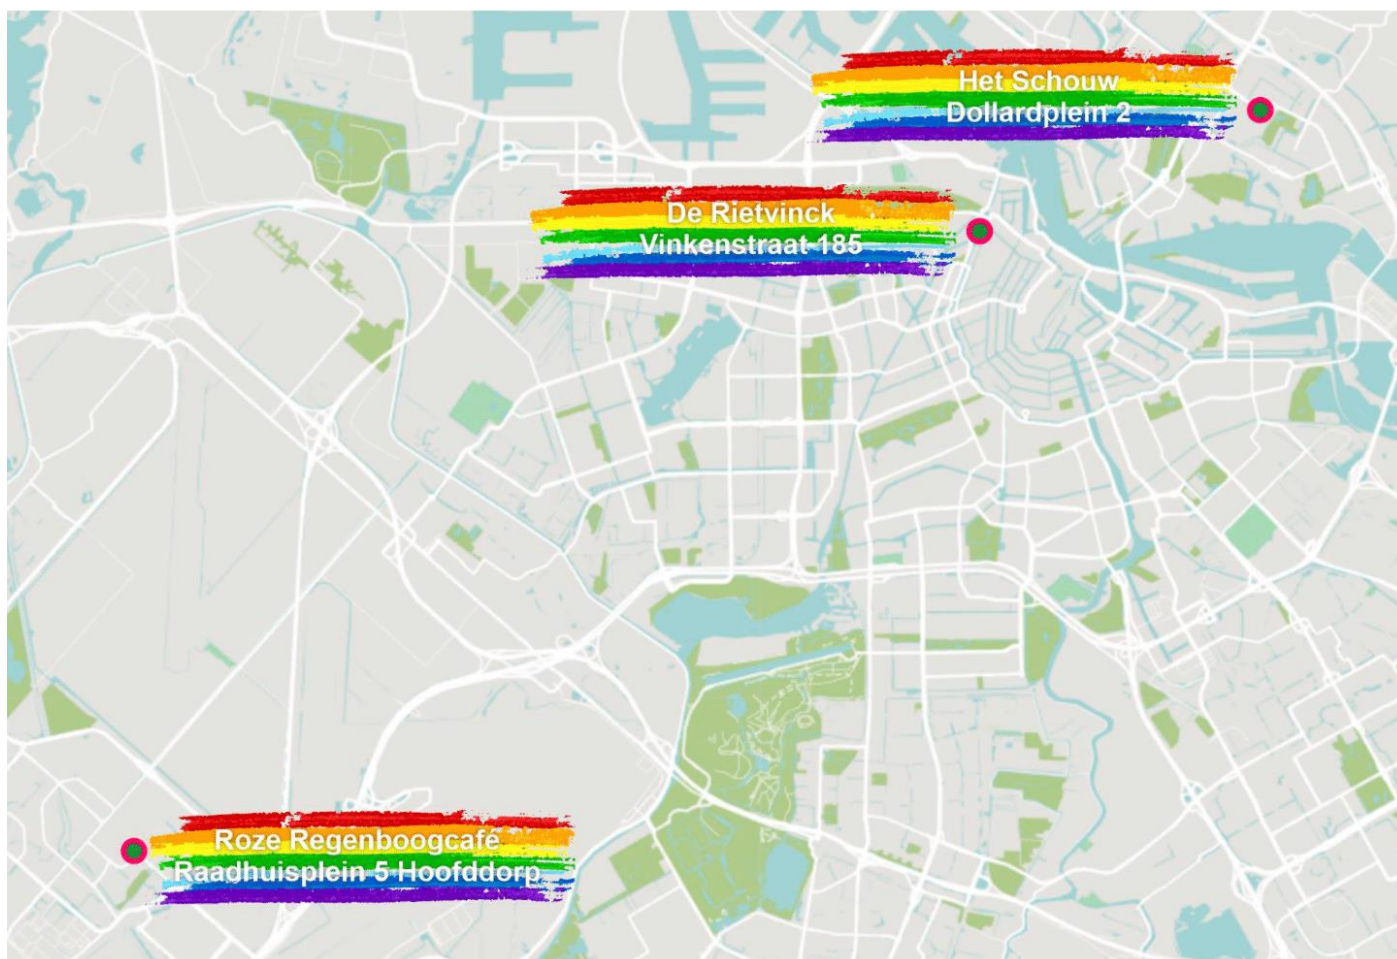 Het Schouw
Dollardplein 2
De Rietvinck
Vinkenstraat 185
Roze Regenboogcafé
Raadhuisplein 5 Hoofddorp